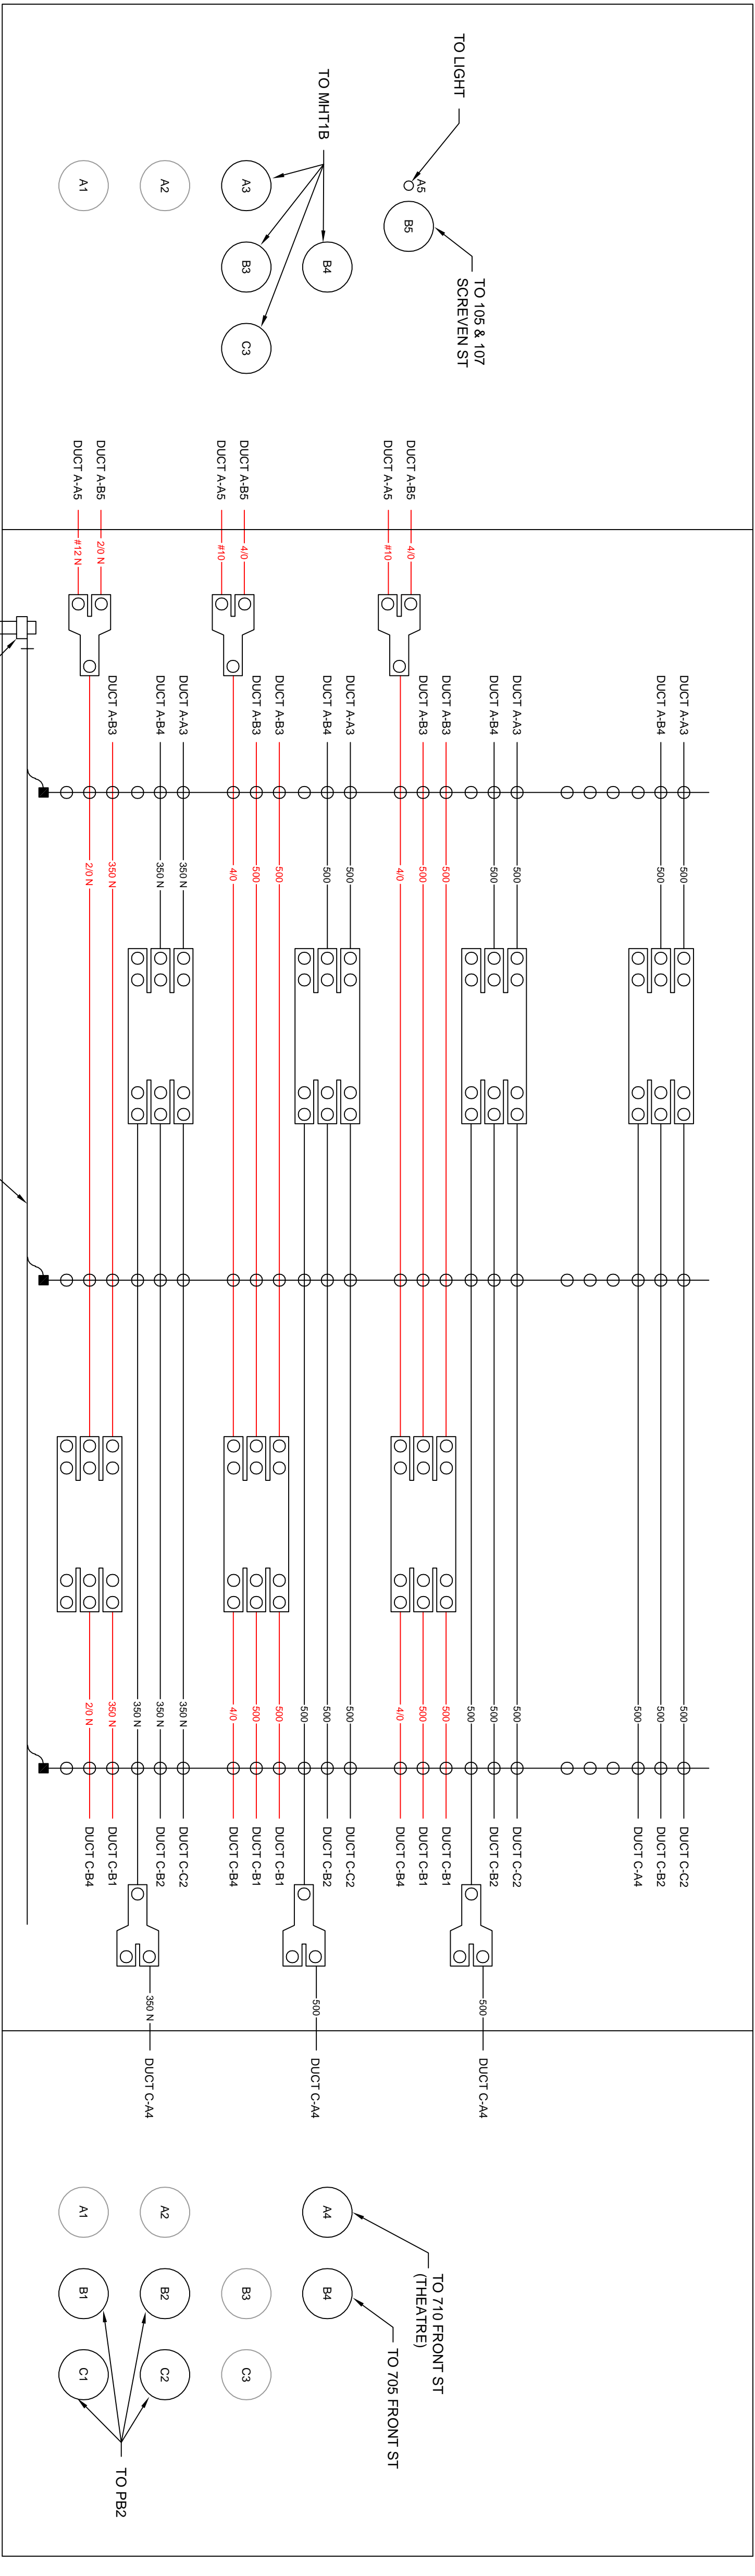 TO LIGHT
A5
B5
TO 105 & 107
SCREVEN ST
TO MHT1B
B4
A3
B3
C3
A2
A1
DUCT A-A3
500
500
DUCT C-C2
DUCT A-B4
500
500
DUCT C-B2
500
DUCT C-A4
DUCT A-A3
500
500
DUCT C-C2
DUCT A-B4
500
500
DUCT C-B2
500
500
DUCT C-A4
DUCT A-B3
500
500
DUCT C-B1
DUCT A-B3
500
500
DUCT C-B1
DUCT A-B5
4/0
DUCT A-A5
#10
4/0
4/0
DUCT C-B4
DUCT A-A3
500
500
DUCT C-C2
DUCT A-B4
500
500
DUCT C-B2
500
500
DUCT C-A4
DUCT A-B3
500
500
DUCT C-B1
DUCT A-B3
500
500
DUCT C-B1
DUCT A-B5
4/0
DUCT A-A5
#10
4/0
4/0
DUCT C-B4
DUCT A-A3
350 N
350 N
DUCT C-C2
DUCT A-B4
350 N
350 N
DUCT C-B2
350 N
350 N
DUCT C-A4
DUCT A-B3
350 N
350 N
DUCT C-B1
DUCT A-B5
2/0 N
DUCT A-A5
#12 N
2/0 N
2/0 N
DUCT C-B4
TO 710 FRONT ST
(THEATRE)
TO 705 FRONT ST
A4
B4
B3
C3
A2
B2
C2
A1
B1
C1
TO PB2